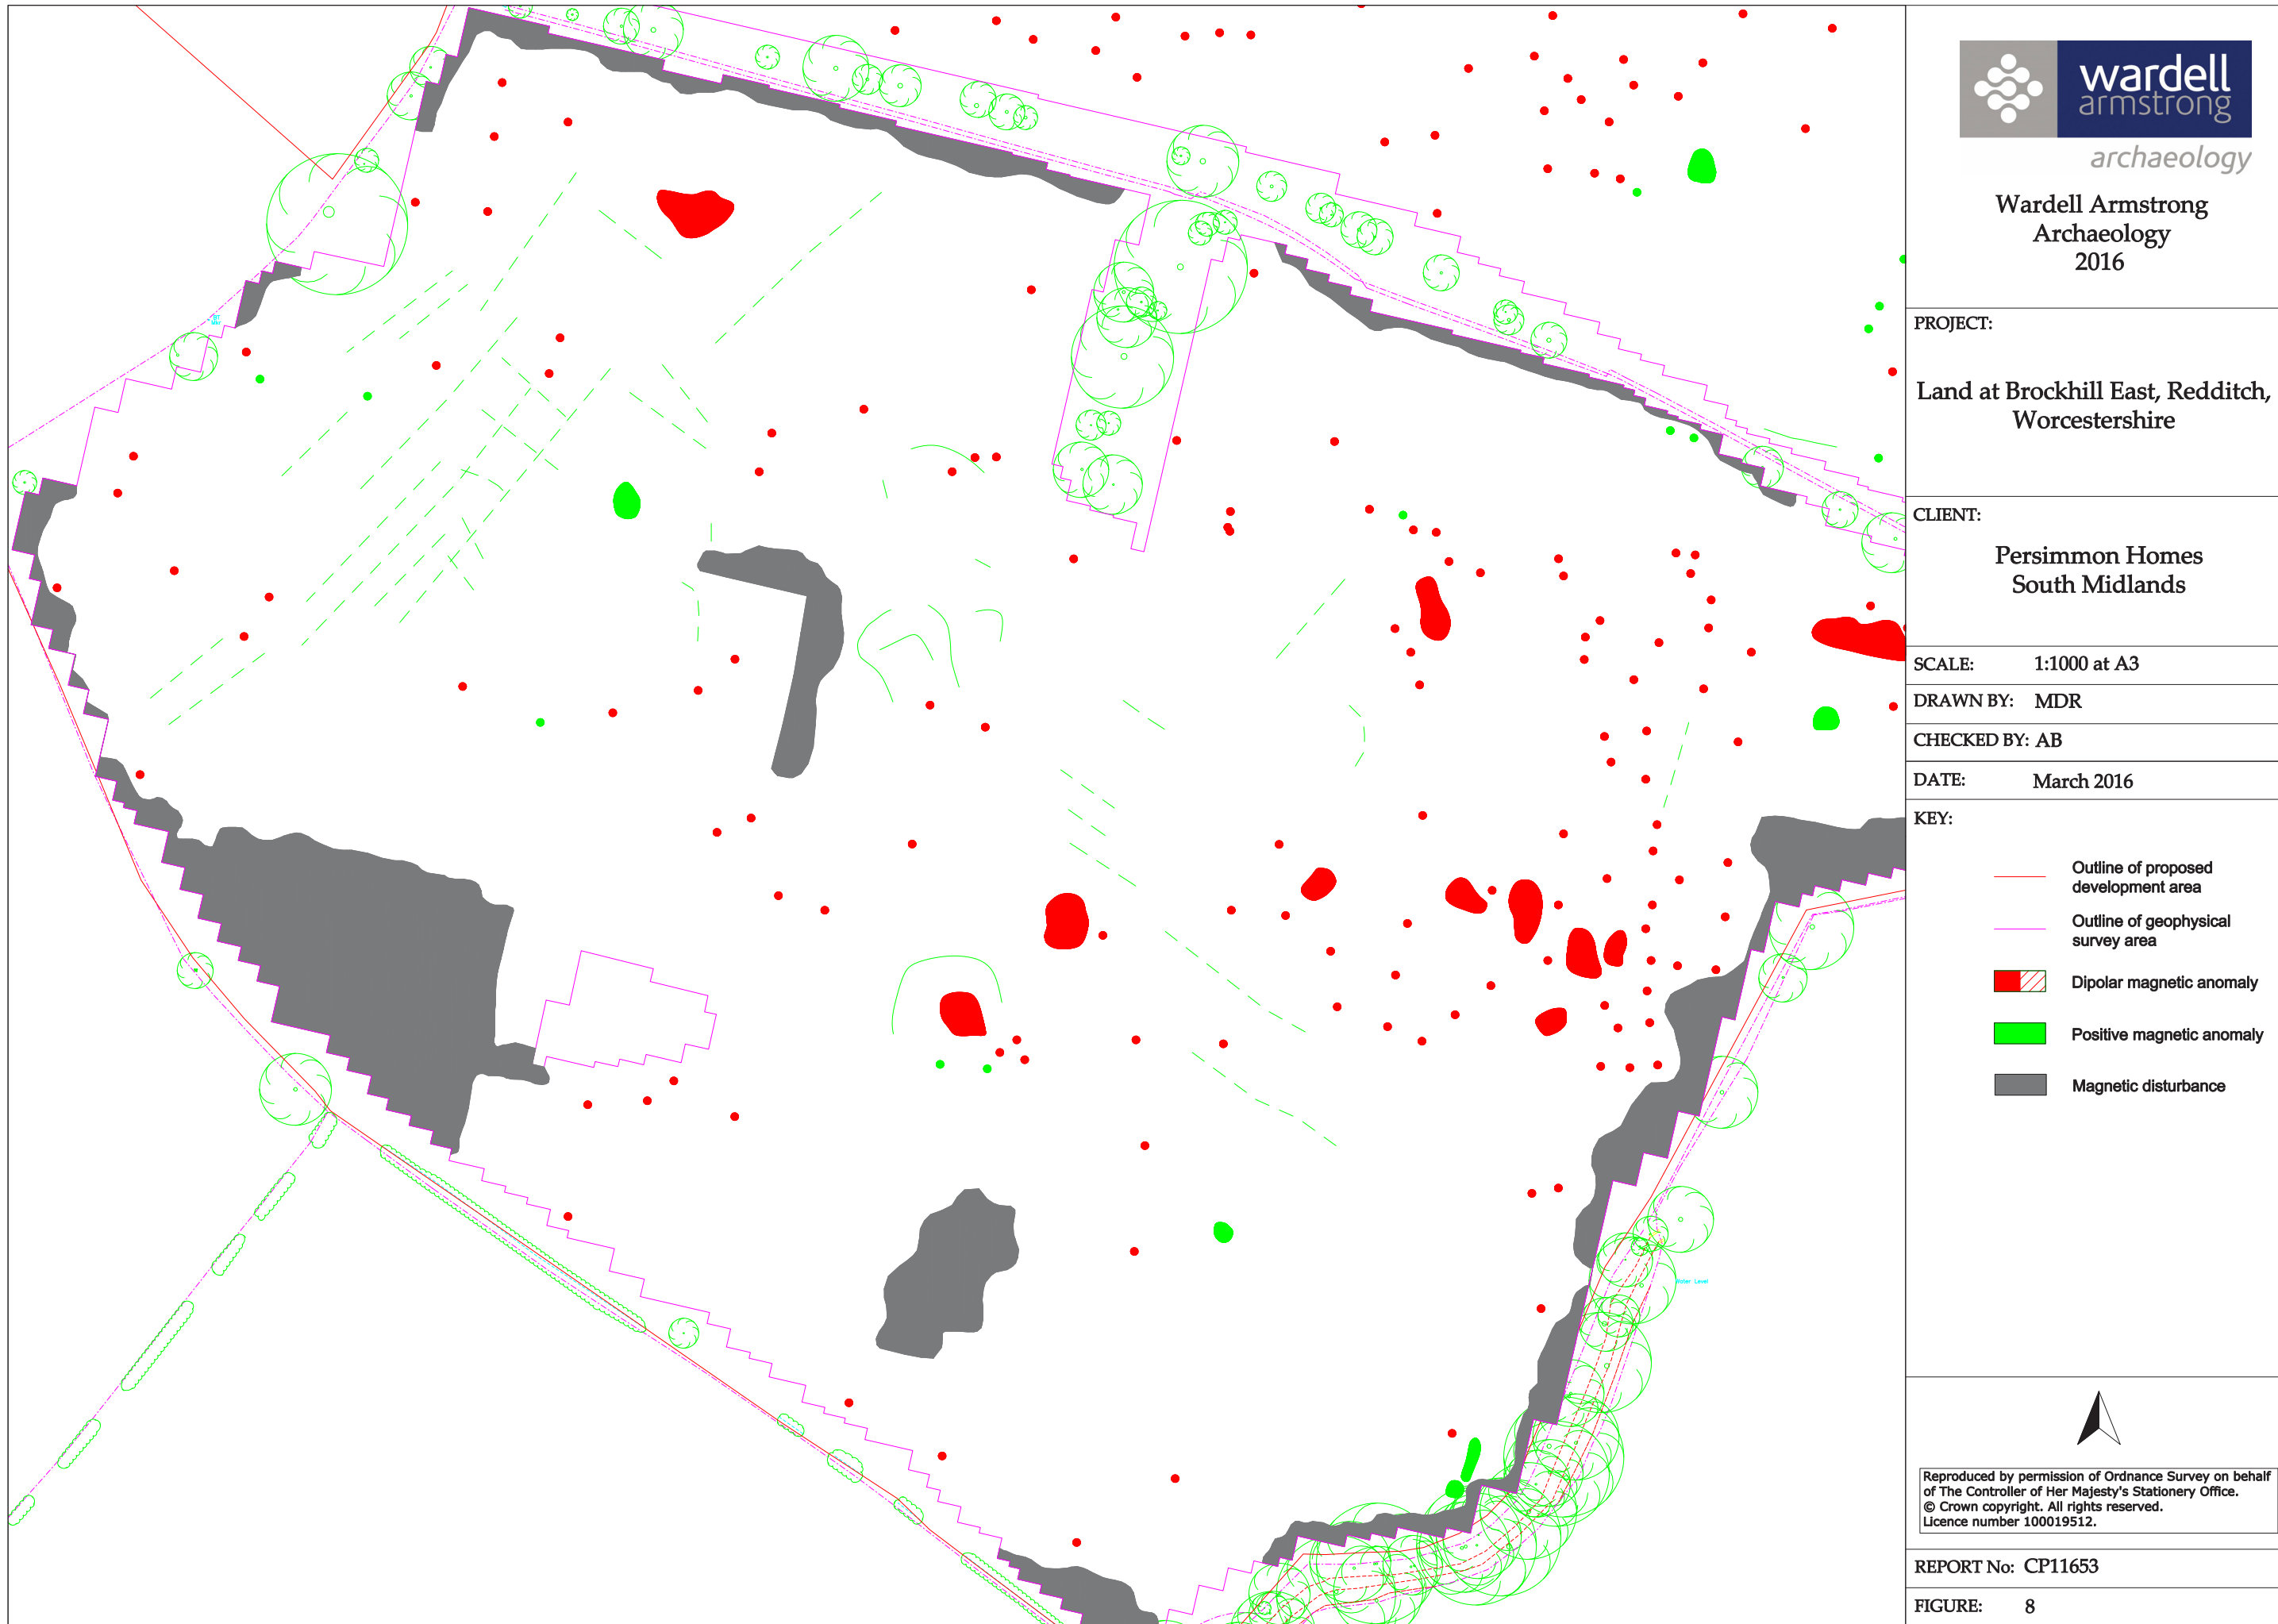 wardell
armstrong
archaeology
Wardell Armstrong
Archaeology
2016
PROJECT:
Land at Brockhill East, Redditch,
Worcestershire
CLIENT:
Persimmon Homes
South Midlands
SCALE: 1:1000 at A3
DRAWN BY: MDR
CHECKED BY: AB
DATE: March 2016
KEY:
Outline of proposed
development area
Outline of geophysical
survey area
Dipolar magnetic anomaly
Positive magnetic anomaly
Magnetic disturbance
Water Level
Reproduced by permission of Ordnance Survey on behalf
of The Controller of Her Majesty's Stationery Office.
© Crown copyright. All rights reserved.
Licence number 100019512.
REPORT No: CP11653
FIGURE: 8